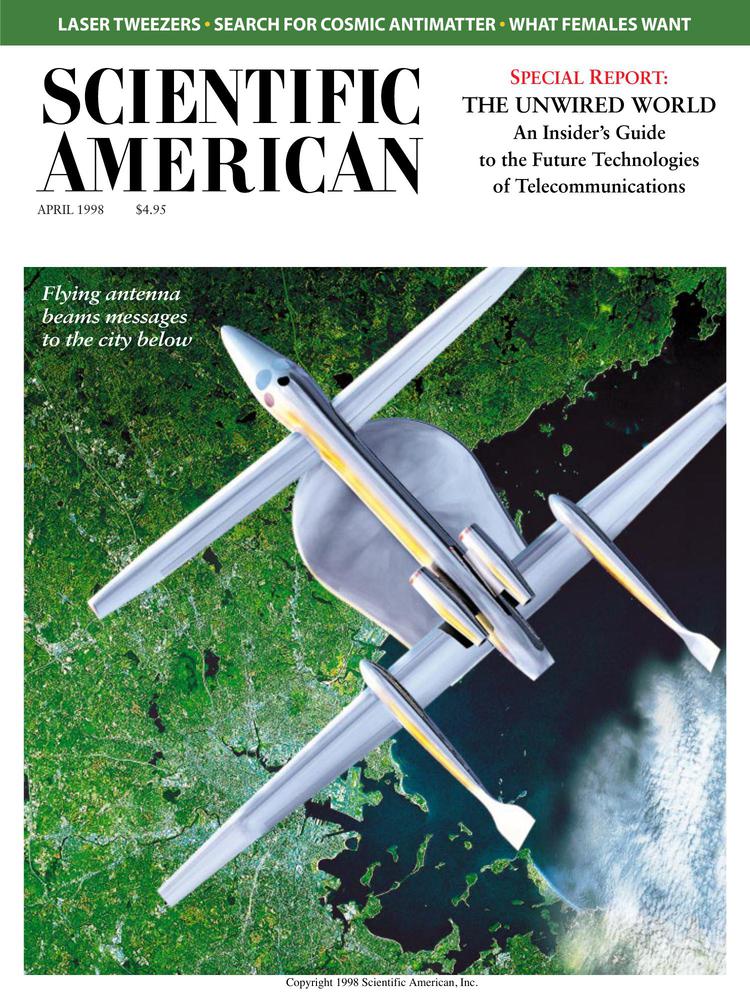 LASER TWEEZERS • SEARCH FOR COSMIC ANTIMATTER • WHAT FEMALES WANT
SCIENTIFIC
AMERICAN
APRIL 1998 $4.95
SPECIAL REPORT:
THE UNWIRED WORLD
An Insider's Guide
to the Future Technologies
of Telecommunications
Flying antenna
beams messages
to the city below
Copyright 1998 Scientific American, Inc.